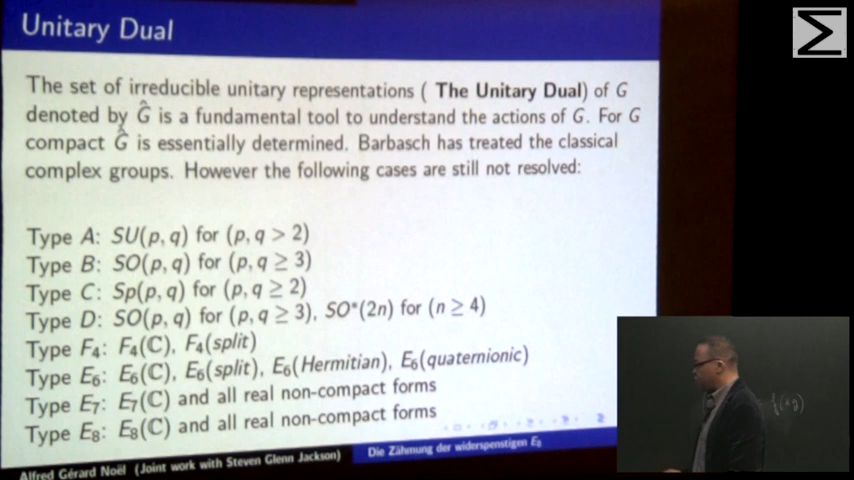 Unitary Dual
The set of irreducible unitary representations ( The Unitary Dual) of G
denoted by Ĝ is a fundamental tool to understand the actions of G. For G
compact Ĝ is essentially determined. Barbasch has treated the classical
complex groups. However the following cases are still not resolved:
Type A: SU(p, q) for (p, q > 2)
Type B: SO(p, q) for (p, q ≥ 3)
Type C: Sp(p, q) for (p, q ≥ 2)
Type D: SO(p, q) for (p, q ≥ 3), SO*(2n) for (n ≥ 4)
Type F₄: F₄(ℂ), F₄(split)
Type E₆: E₆(ℂ), E₆(split), E₆(Hermitian), E₆(quaternionic)
Type E₇: E₇(ℂ) and all real non-compact forms
Type E₈: E₈(ℂ) and all real non-compact forms
Alfred Gérard Noël (Joint work with Steven Glenn Jackson) Die Zähmung der widerspenstigen E₈
Σ